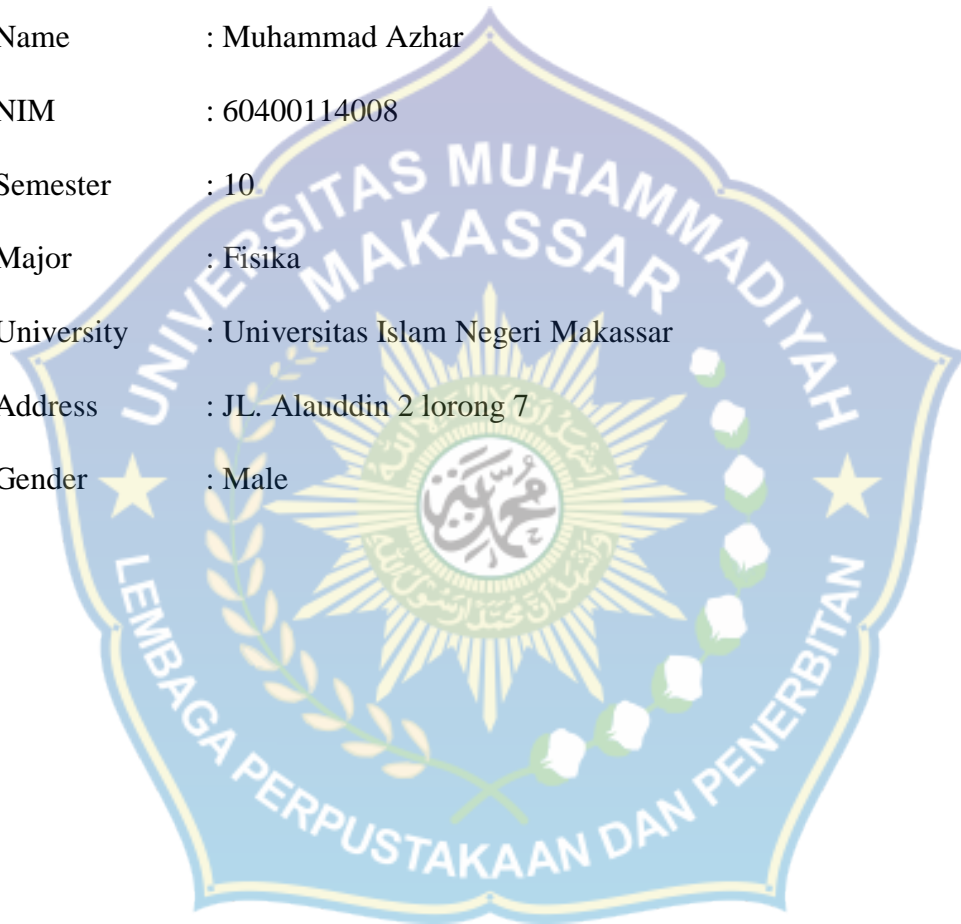 Name : Muhammad Azhar
NIM : 60400114008
Semester : 10
Major : Fisika
University : Universitas Islam Negeri Makassar
Address : JL. Alauddin 2 lorong 7
Gender : Male
UNIVERSITAS MUHAMMADIYAH
MAKASSAR
LEMBAGA PERPUSTAKAAN DAN PENERBITAN